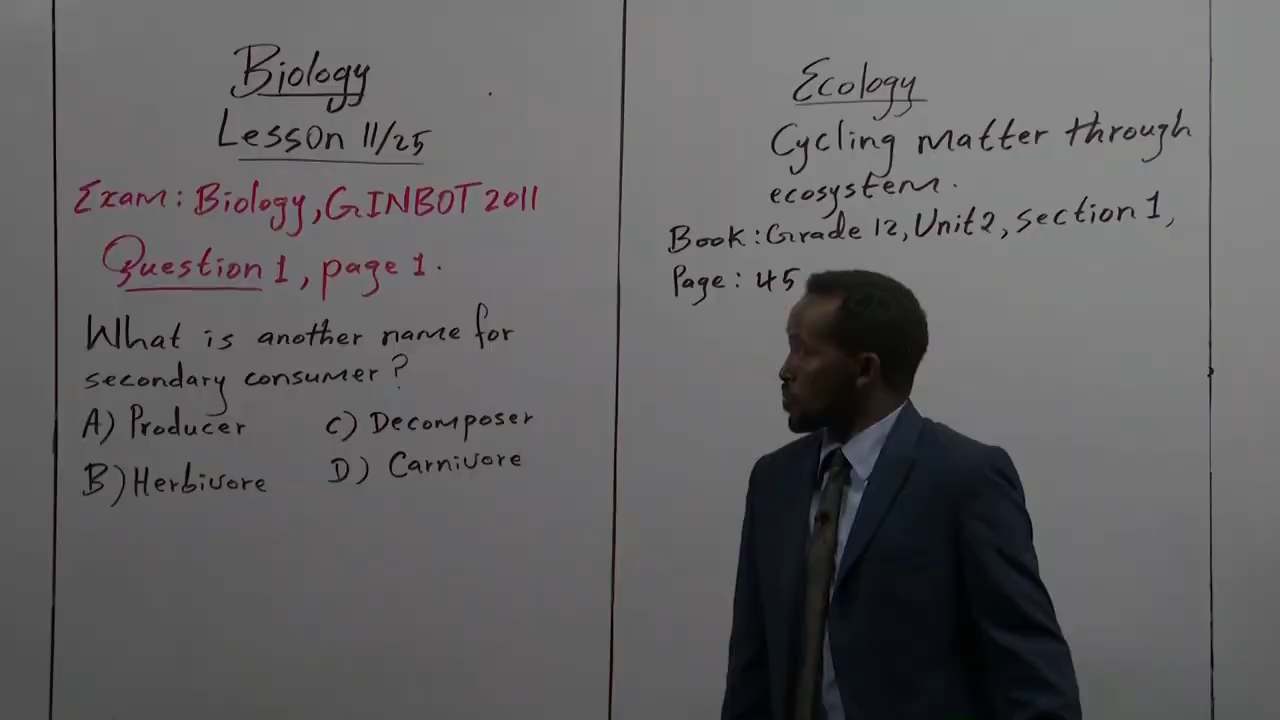 Biology
Lesson 11/25
Exam: Biology, GINBOT 2011
Question 1, page 1.
What is another name for
secondary consumer?
A) Producer
B) Herbivore
C) Decomposer
D) Carnivore
Ecology
Cycling matter through
ecosystem.
Book: Grade 12, Unit 2, section 1,
Page: 45